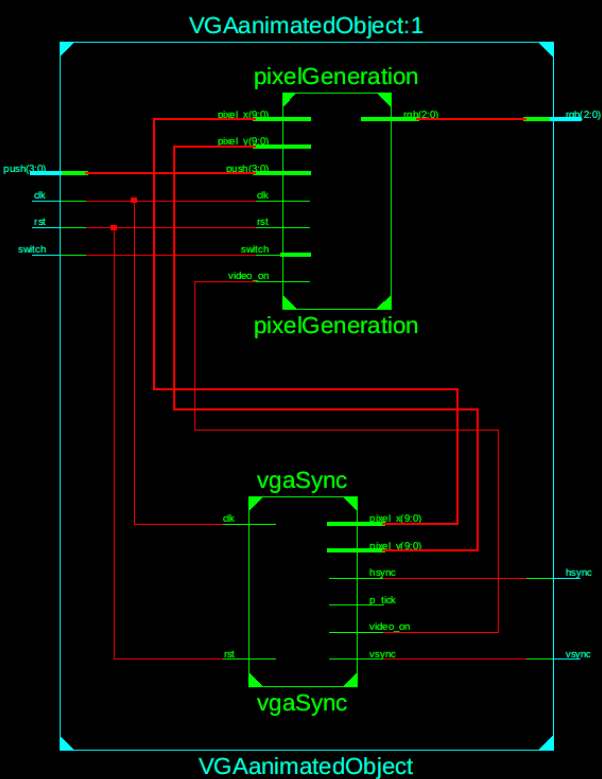 VGAanimatedObject:1
pixelGeneration
pixel_x(9:0) rgb(2:0) rgb(2:0)
pixel_y(9:0)
push(3:0) push(3:0)
clk clk
rst rst
switch switch
video_on
pixelGeneration
vgaSync
clk pixel_x(9:0)
pixel_y(9:0)
hsync hsync
p_tick
video_on
rst vsync vsync
vgaSync
VGAanimatedObject